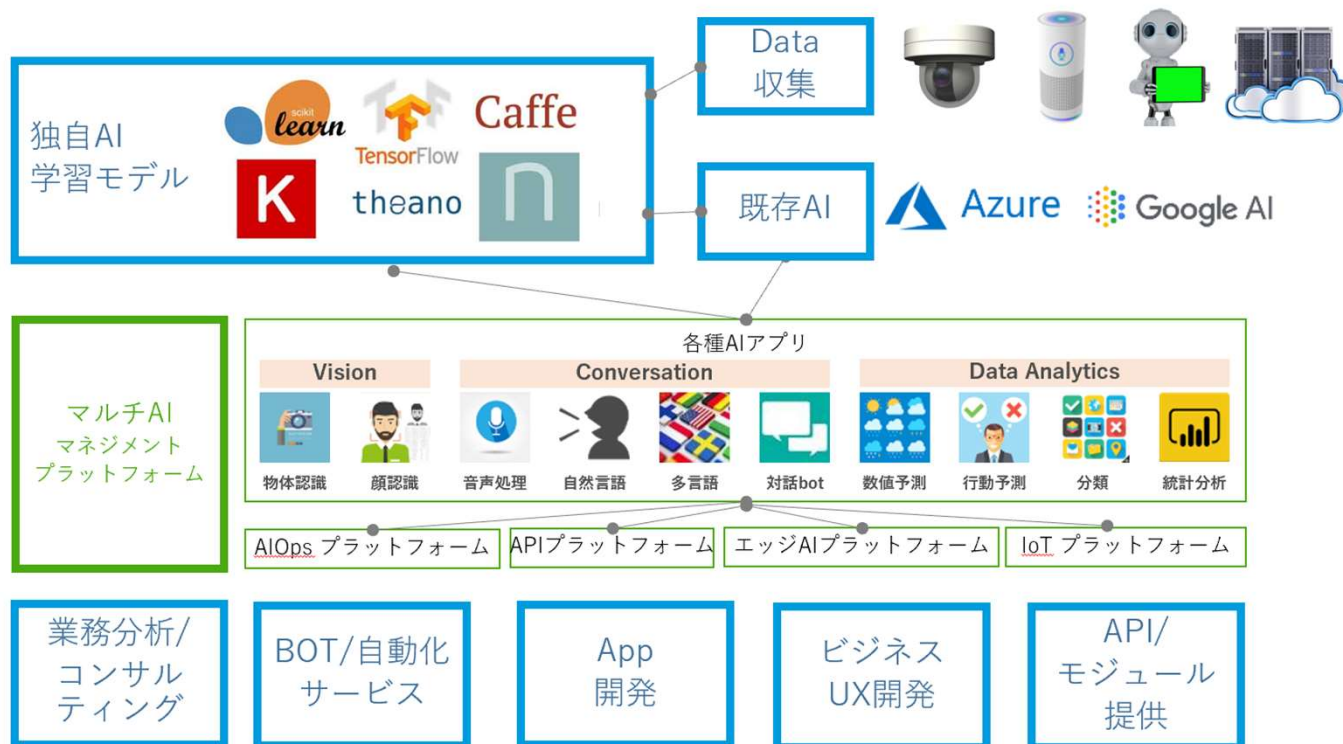 Data
収集
独自AI
学習モデル
scikit
learn
TensorFlow
Caffe
K
theano
n
既存AI
Azure
Google AI
マルチAI
マネジメント
プラットフォーム
各種AIアプリ
Vision
Conversation
Data Analytics
物体認識
顔認識
音声処理
自然言語
多言語
対話bot
数値予測
行動予測
分類
統計分析
AIOps プラットフォーム
APIプラットフォーム
エッジAIプラットフォーム
IoT プラットフォーム
業務分析/
コンサル
ティング
BOT/自動化
サービス
App
開発
ビジネス
UX開発
API/
モジュール
提供